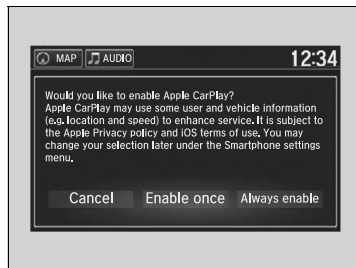 MAP AUDIO 12:34
Would you like to enable Apple CarPlay?
Apple CarPlay may use some user and vehicle information
(e.g. location and speed) to enhance service. It is subject to
the Apple Privacy policy and iOS terms of use. You may
change your selection later under the Smartphone settings
menu.
Cancel Enable once Always enable